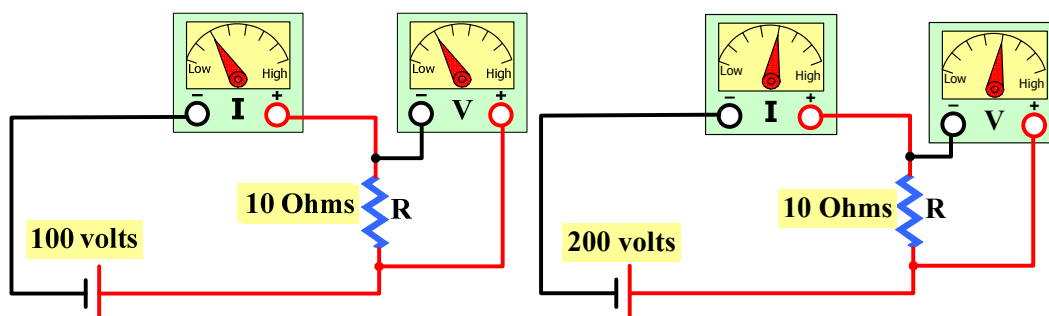 Low High
− I +
Low High
− V +
10 Ohms R
100 volts
Low High
− I +
Low High
− V +
10 Ohms R
200 volts